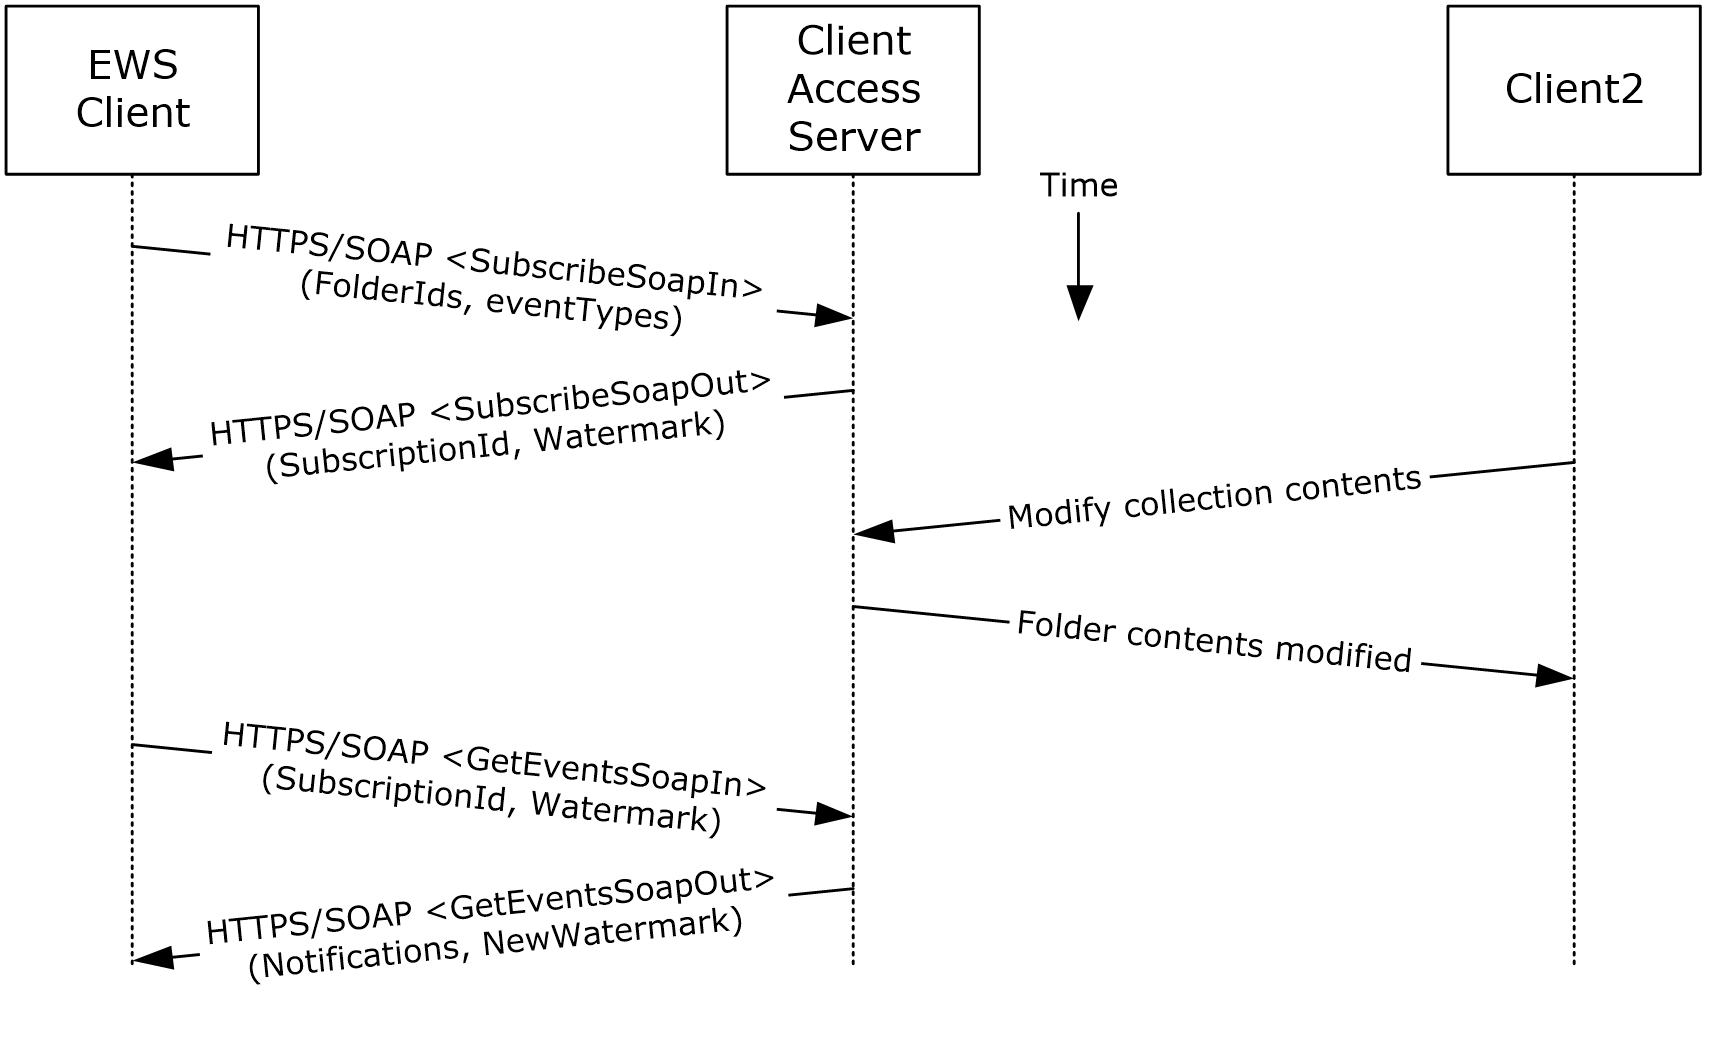 EWS
Client
Client
Access
Server
Client2
Time
HTTPS/SOAP <SubscribeSoapIn>
(FolderIds, eventTypes)
HTTPS/SOAP <SubscribeSoapOut>
(SubscriptionId, Watermark)
Modify collection contents
Folder contents modified
HTTPS/SOAP <GetEventsSoapIn>
(SubscriptionId, Watermark)
HTTPS/SOAP <GetEventsSoapOut>
(Notifications, NewWatermark)